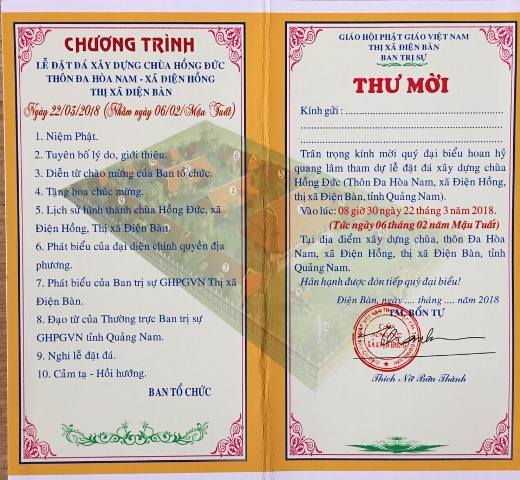 CHƯƠNG TRÌNH
LỄ ĐẶT ĐÁ XÂY DỰNG CHÙA HỒNG ĐỨC
THÔN ĐA HÒA NAM - XÃ ĐIỆN HỒNG
THỊ XÃ ĐIỆN BÀN
Ngày 22/03/2018 (Nhằm ngày 06/02/Mậu Tuất)
1. Niệm Phật.
2. Tuyên bố lý do, giới thiệu.
3. Diễn từ chào mừng của Ban tổ chức.
4. Tặng hoa chúc mừng.
5. Lịch sử hình thành chùa Hồng Đức, xã
Điện Hồng, Thị xã Điện Bàn.
6. Phát biểu của đại diện chính quyền địa
phương.
7. Phát biểu của Ban trị sự GHPGVN Thị xã
Điện Bàn.
8. Đạo từ của Thường trực Ban trị sự
GHPGVN tỉnh Quảng Nam.
9. Nghi lễ đặt đá.
10. Cảm tạ - Hồi hướng.
BAN TỔ CHỨC
GIÁO HỘI PHẬT GIÁO VIỆT NAM
THỊ XÃ ĐIỆN BÀN
BAN TRỊ SỰ
THƯ MỜI
Kính gửi : ........................................
........................................
........................................
Trân trọng kính mời quý đại biểu hoan hỷ
quang lâm tham dự lễ đặt đá xây dựng chùa
Hồng Đức (Thôn Đa Hòa Nam, xã Điện Hồng,
thị xã Điện Bàn, tỉnh Quảng Nam).
Vào lúc: 08 giờ 30 ngày 22 tháng 3 năm 2018.
(Tức ngày 06 tháng 02 năm Mậu Tuất)
Tại địa điểm xây dựng chùa, thôn Đa Hòa
Nam, xã Điện Hồng, thị xã Điện Bàn, tỉnh
Quảng Nam.
Hân hạnh được đón tiếp quý đại biểu!
Điện Bàn, ngày .... tháng .... năm 2018
TM. BỔN TỰ
Thích Nữ Bửu Thành